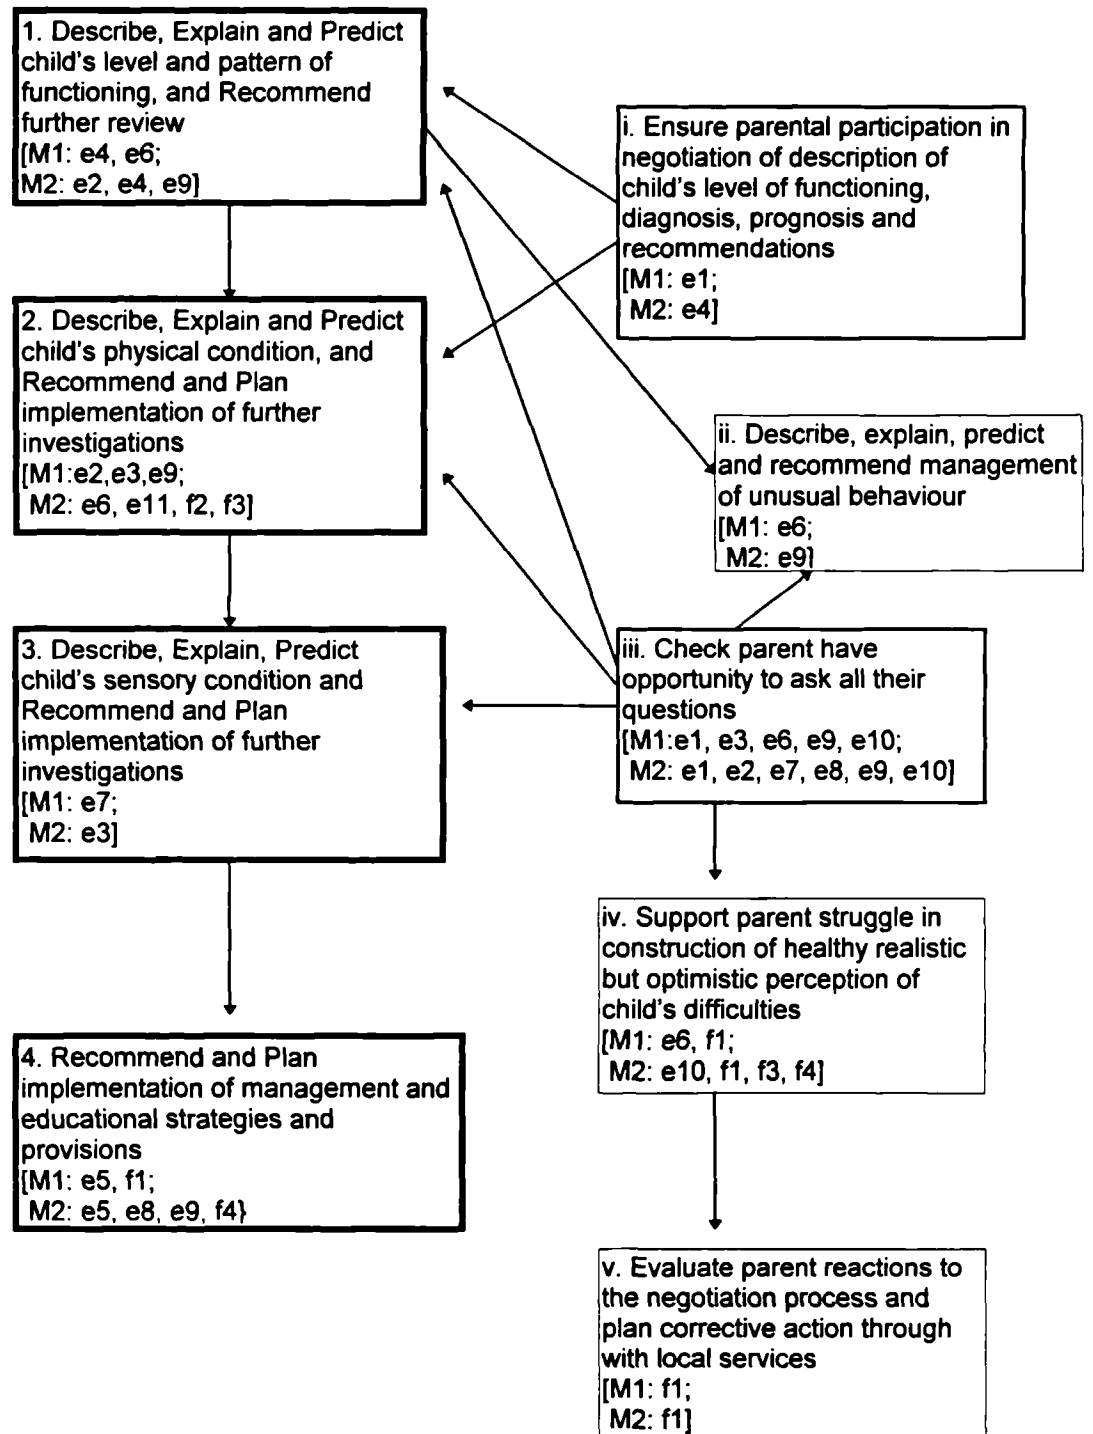 1. Describe, Explain and Predict
child's level and pattern of
functioning, and Recommend
further review
[M1: e4, e6;
M2: e2, e4, e9]
i. Ensure parental participation in
negotiation of description of
child's level of functioning,
diagnosis, prognosis and
recommendations
[M1: e1;
M2: e4]
2. Describe, Explain and Predict
child's physical condition, and
Recommend and Plan
implementation of further
investigations
[M1:e2,e3,e9;
M2: e6, e11, f2, f3]
ii. Describe, explain, predict
and recommend management
of unusual behaviour
[M1: e6;
M2: e9]
3. Describe, Explain, Predict
child's sensory condition and
Recommend and Plan
implementation of further
investigations
[M1: e7;
M2: e3]
iii. Check parent have
opportunity to ask all their
questions
[M1:e1, e3, e6, e9, e10;
M2: e1, e2, e7, e8, e9, e10]
iv. Support parent struggle in
construction of healthy realistic
but optimistic perception of
child's difficulties
[M1: e6, f1;
M2: e10, f1, f3, f4]
4. Recommend and Plan
implementation of management and
educational strategies and
provisions
[M1: e5, f1;
M2: e5, e8, e9, f4}
v. Evaluate parent reactions to
the negotiation process and
plan corrective action through
with local services
[M1: f1;
M2: f1]